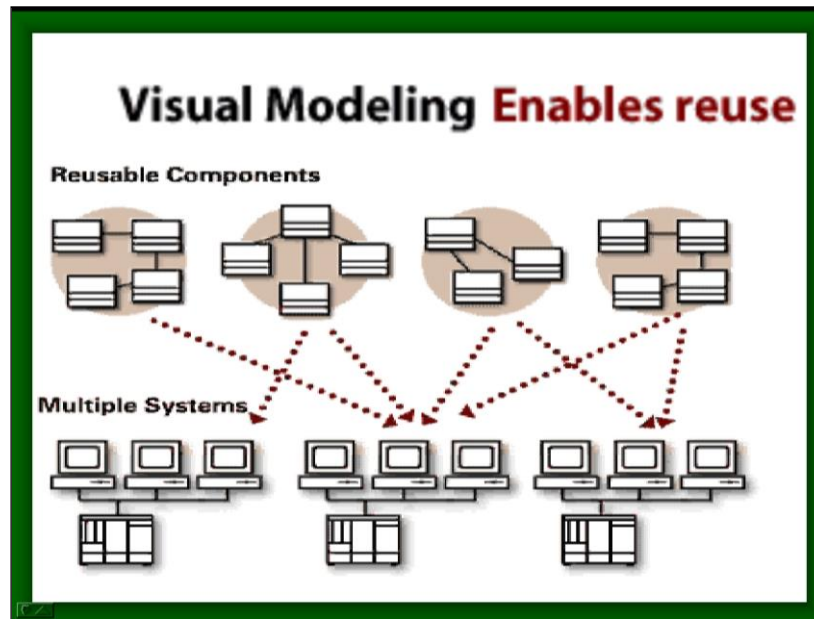 Visual Modeling Enables reuse
Reusable Components
Multiple Systems